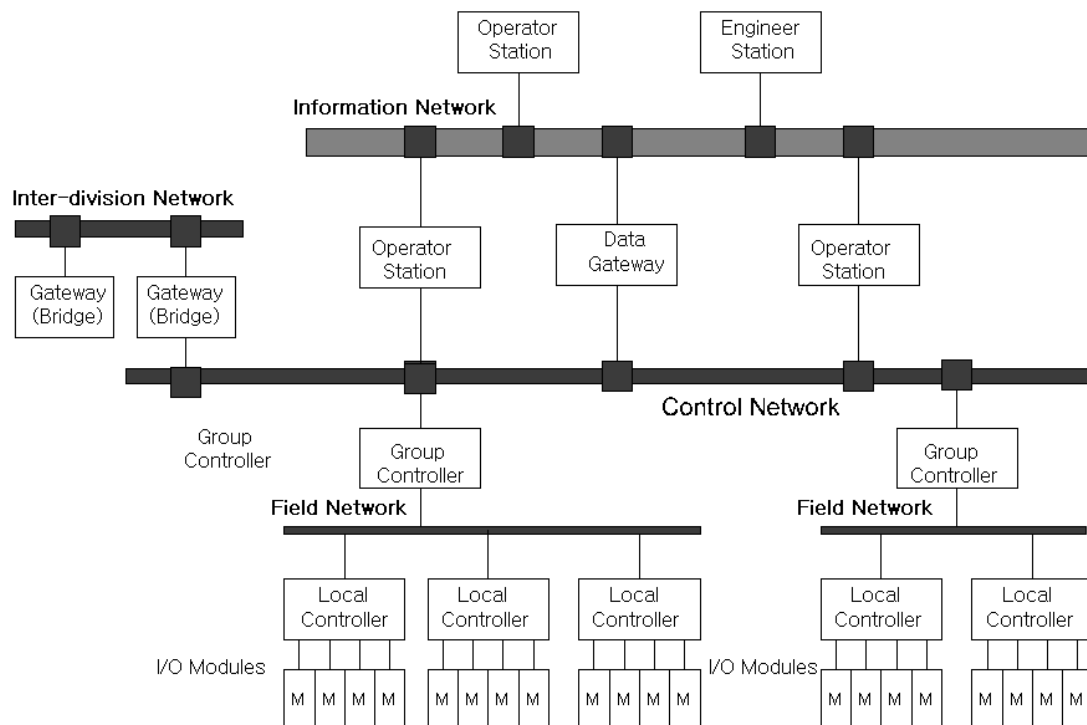 Operator
Station
Engineer
Station
Information Network
Inter-division Network
Operator
Station
Data
Gateway
Operator
Station
Gateway
(Bridge)
Gateway
(Bridge)
Control Network
Group
Controller
Group
Controller
Group
Controller
Field Network
Field Network
Local
Controller
Local
Controller
Local
Controller
Local
Controller
Local
Controller
I/O Modules
I/O Modules
M M M M
M M M M
M M M M
M M M M
M M M M